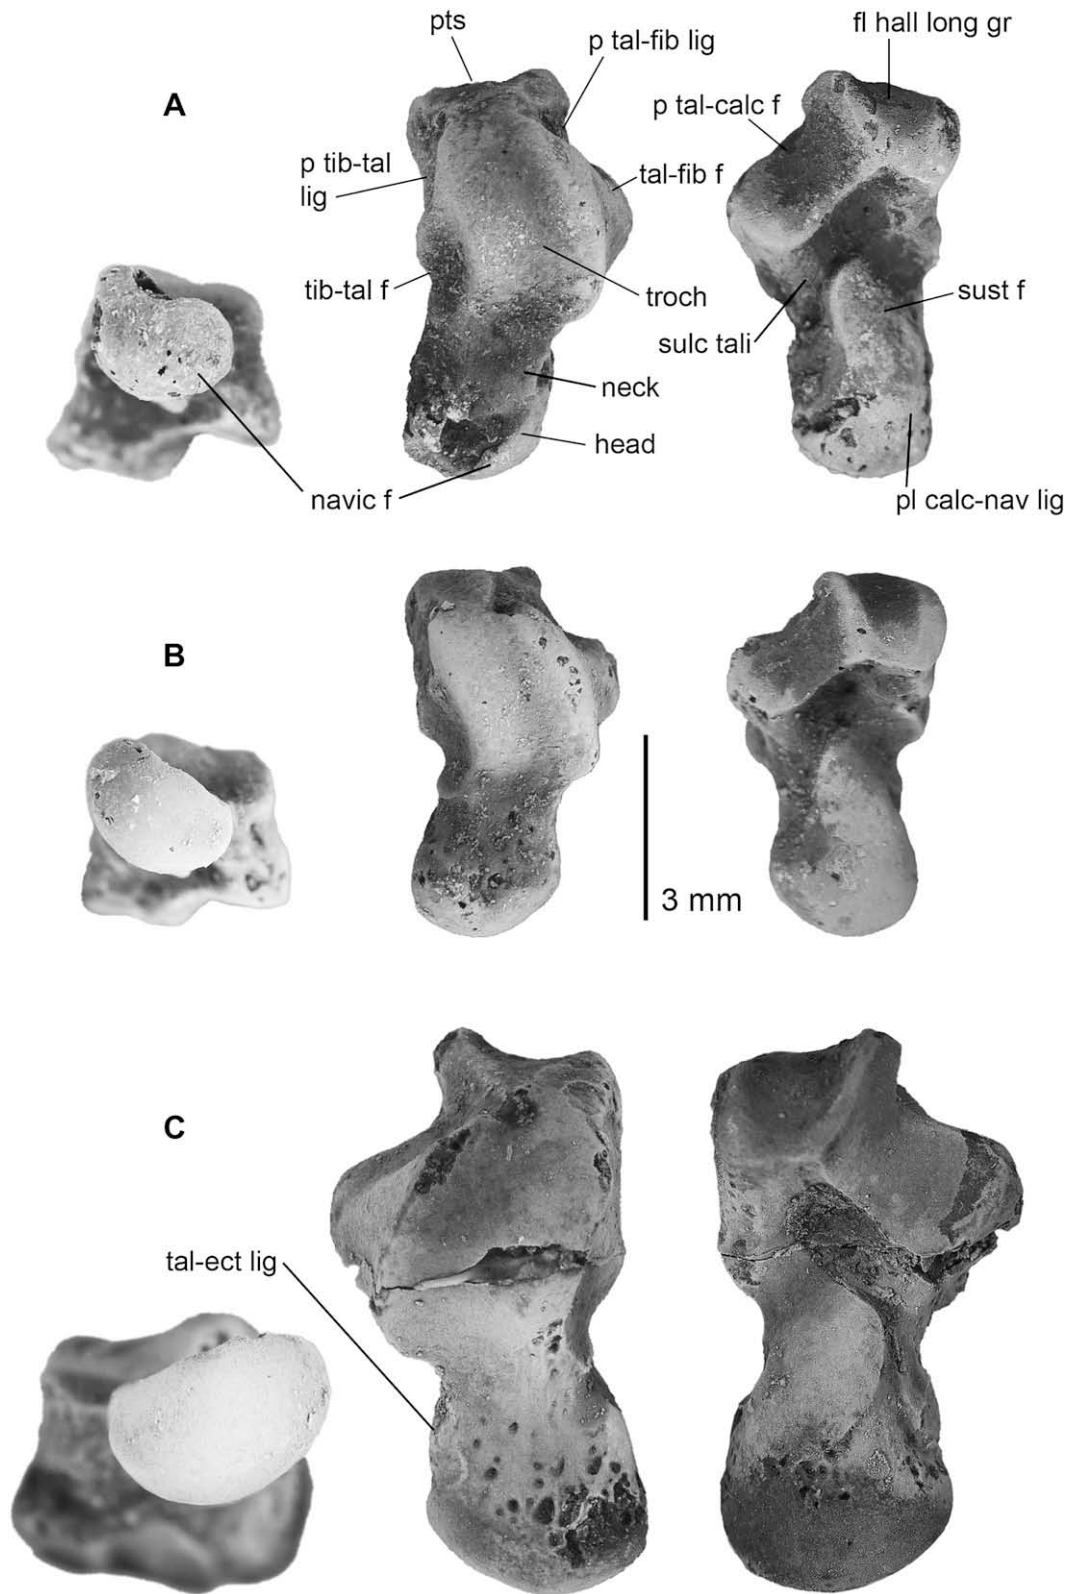 pts
fl hall long gr
p tal-fib lig
A
p tal-calc f
p tib-tal
lig
tal-fib f
tib-tal f
troch
sust f
sulc tali
neck
head
navic f
pl calc-nav lig
B
3 mm
C
tal-ect lig